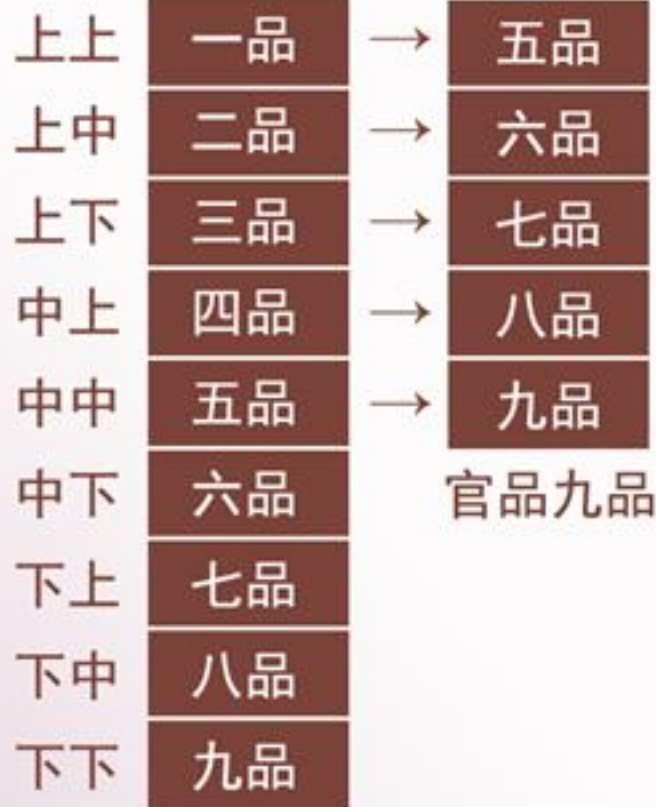 上上 一品 → 五品
上中 二品 → 六品
上下 三品 → 七品
中上 四品 → 八品
中中 五品 → 九品
中下 六品 官品九品
下上 七品
下中 八品
下下 九品